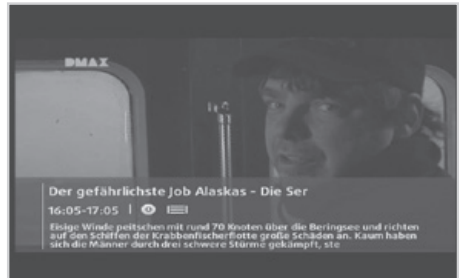 DMAX
Der gefährlichste Job Alaskas - Die Ser
16:05-17:05
Eisige Winde peitschen mit rund 70 Knoten über die Beringsee und richten
auf den Schiffen der Krabbenfischerflotte große Schäden an. Kaum haben
sich die Männer durch drei schwere Stürme gekämpft, ste